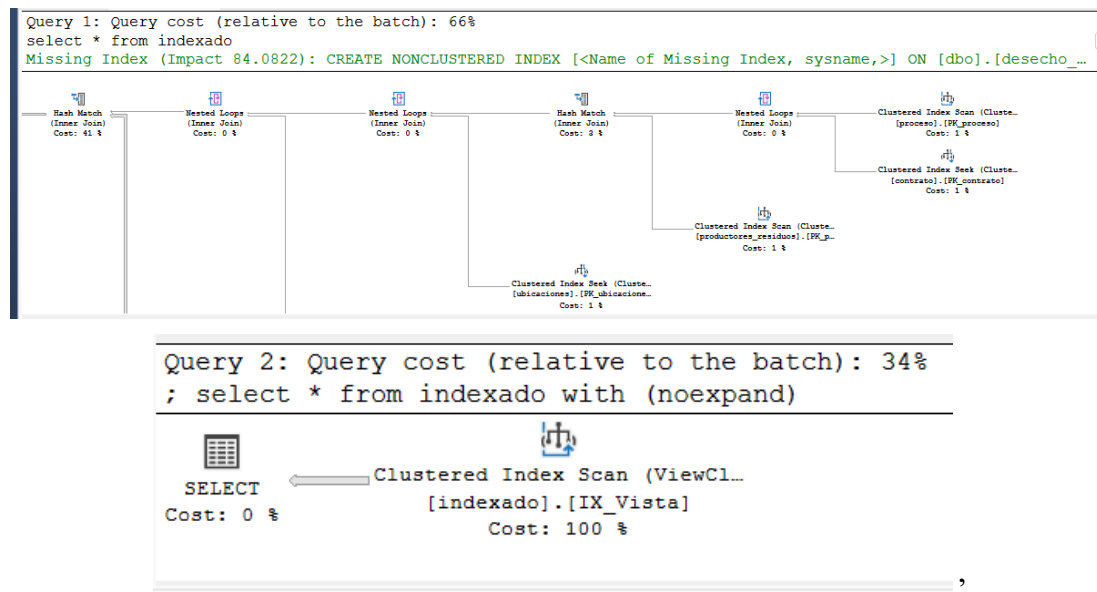 Query 1: Query cost (relative to the batch): 66%
select * from indexado
Missing Index (Impact 84.0822): CREATE NONCLUSTERED INDEX [<Name of Missing Index, sysname,>] ON [dbo].[desecho_…
Hash Match
(Inner Join)
Cost: 41 %
Nested Loops
(Inner Join)
Cost: 0 %
Nested Loops
(Inner Join)
Cost: 0 %
Hash Match
(Inner Join)
Cost: 3 %
Nested Loops
(Inner Join)
Cost: 0 %
Clustered Index Scan (Cluste…
[proceso].[PK_proceso]
Cost: 1 %
Clustered Index Seek (Cluste…
[contrato].[PK_contrato]
Cost: 1 %
Clustered Index Scan (Cluste…
[productores_residuos].[PK_p…
Cost: 1 %
Clustered Index Seek (Cluste…
[ubicaciones].[PK_ubicacione…
Cost: 1 %
Query 2: Query cost (relative to the batch): 34%
; select * from indexado with (noexpand)
SELECT
Cost: 0 %
Clustered Index Scan (ViewCl…
[indexado].[IX_Vista]
Cost: 100 %
,